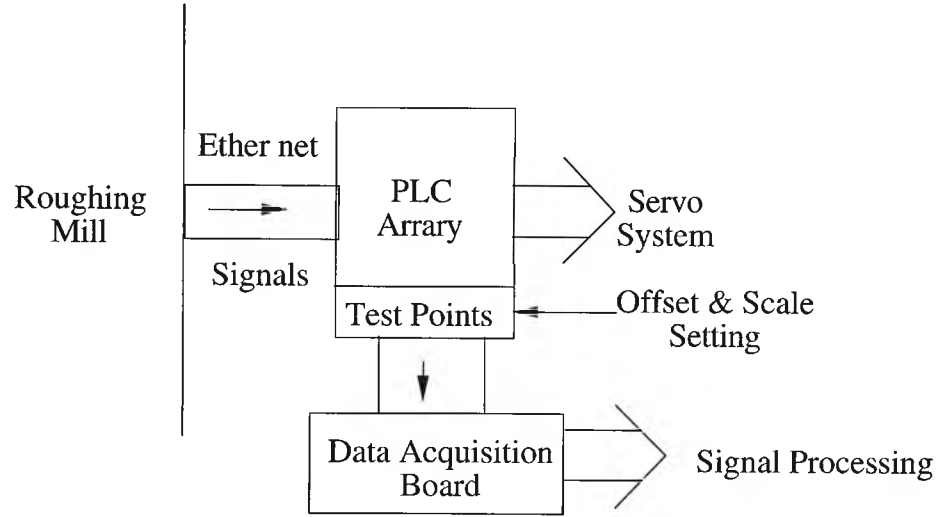 Ether net
Roughing
Mill
Signals
PLC
Arrary
Servo
System
Test Points
Offset & Scale
Setting
Data Acquisition
Board
Signal Processing